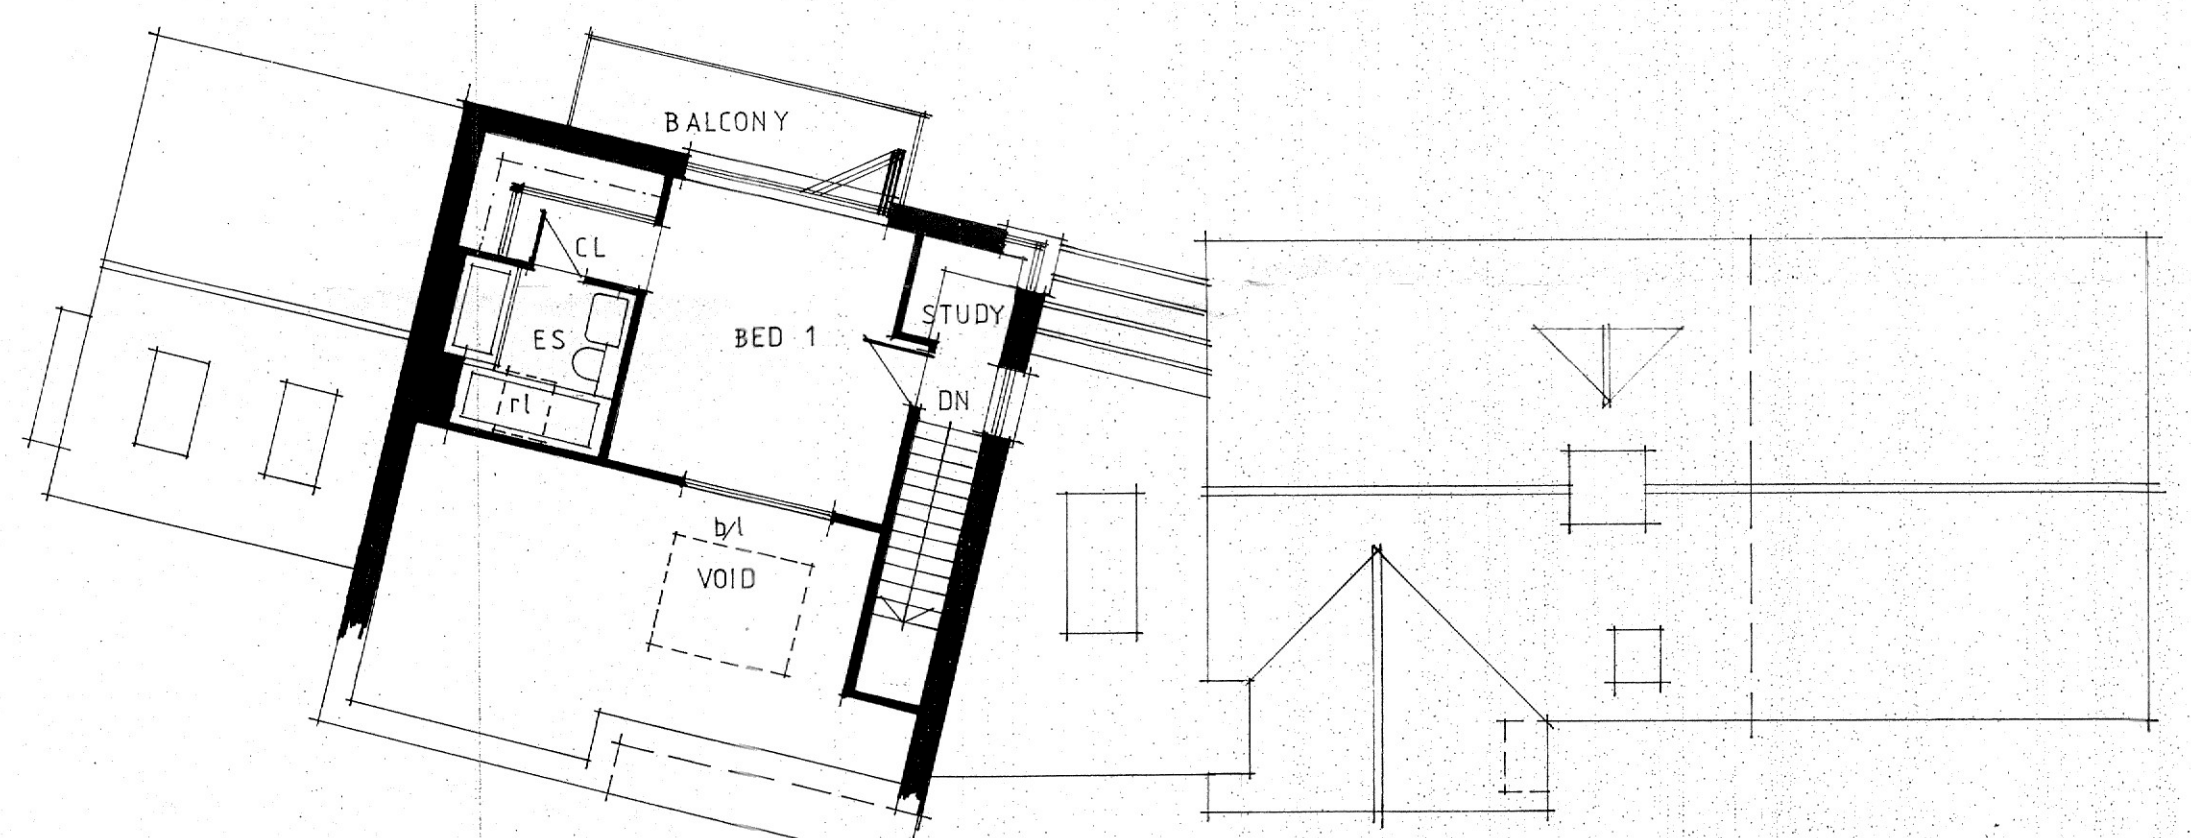 BALCONY
CL
STUDY
ES
BED 1
rl
DN
b/l
VOID